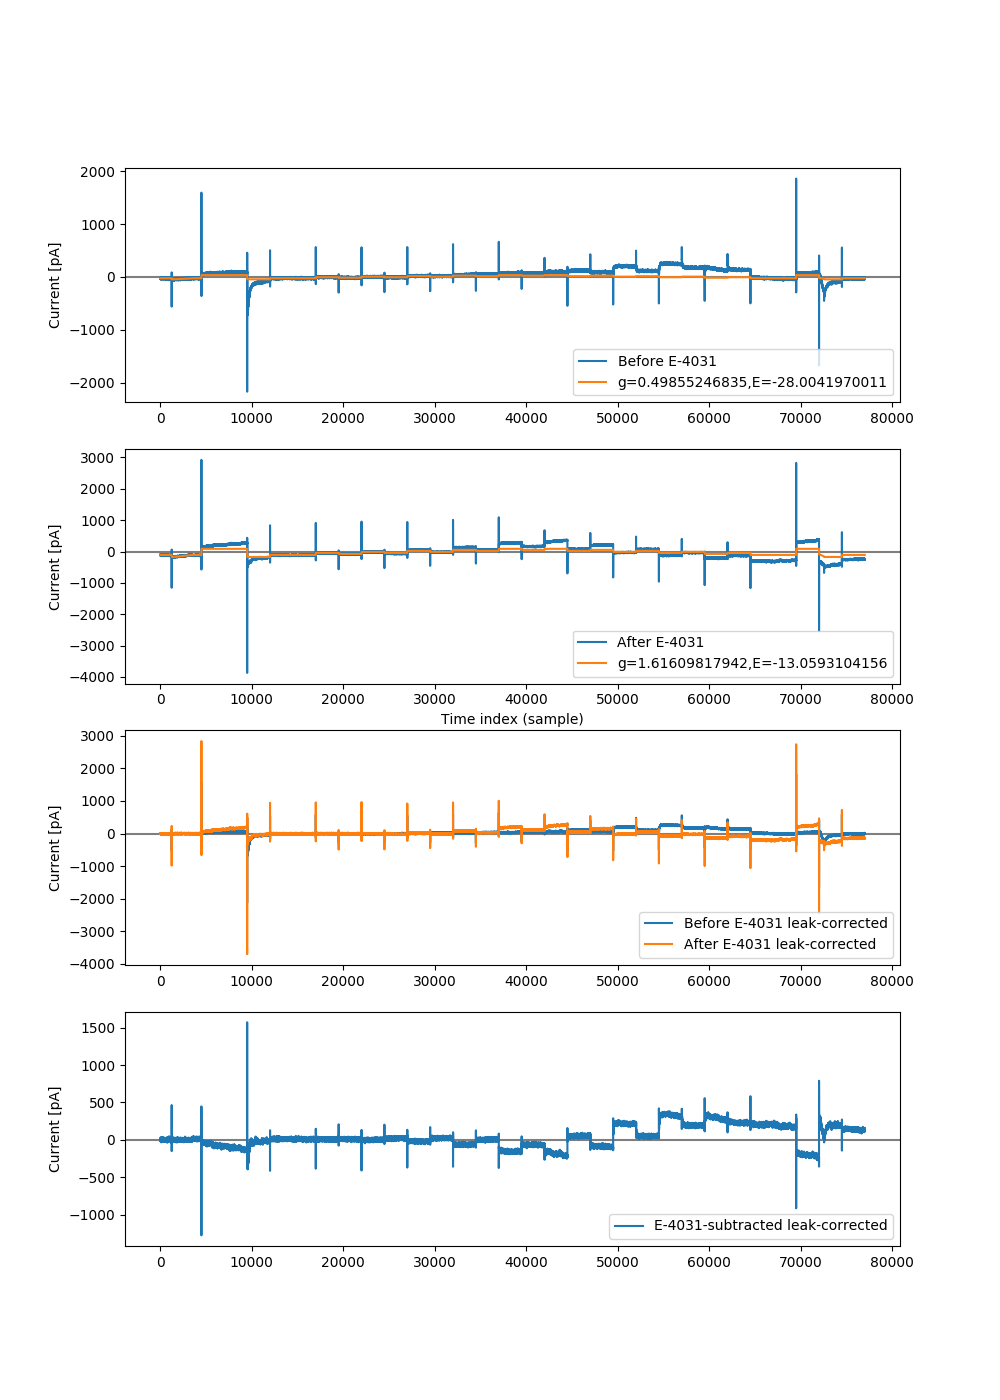 2000
1000
0
−1000
−2000
Current [pA]
Before E-4031
g=0.49855246835,E=-28.0041970011
0 10000 20000 30000 40000 50000 60000 70000 80000
3000
2000
1000
0
−1000
−2000
−3000
−4000
Current [pA]
After E-4031
g=1.61609817942,E=-13.0593104156
0 10000 20000 30000 40000 50000 60000 70000 80000
Time index (sample)
3000
2000
1000
0
−1000
−2000
−3000
−4000
Current [pA]
Before E-4031 leak-corrected
After E-4031 leak-corrected
0 10000 20000 30000 40000 50000 60000 70000 80000
1500
1000
500
0
−500
−1000
Current [pA]
E-4031-subtracted leak-corrected
0 10000 20000 30000 40000 50000 60000 70000 80000